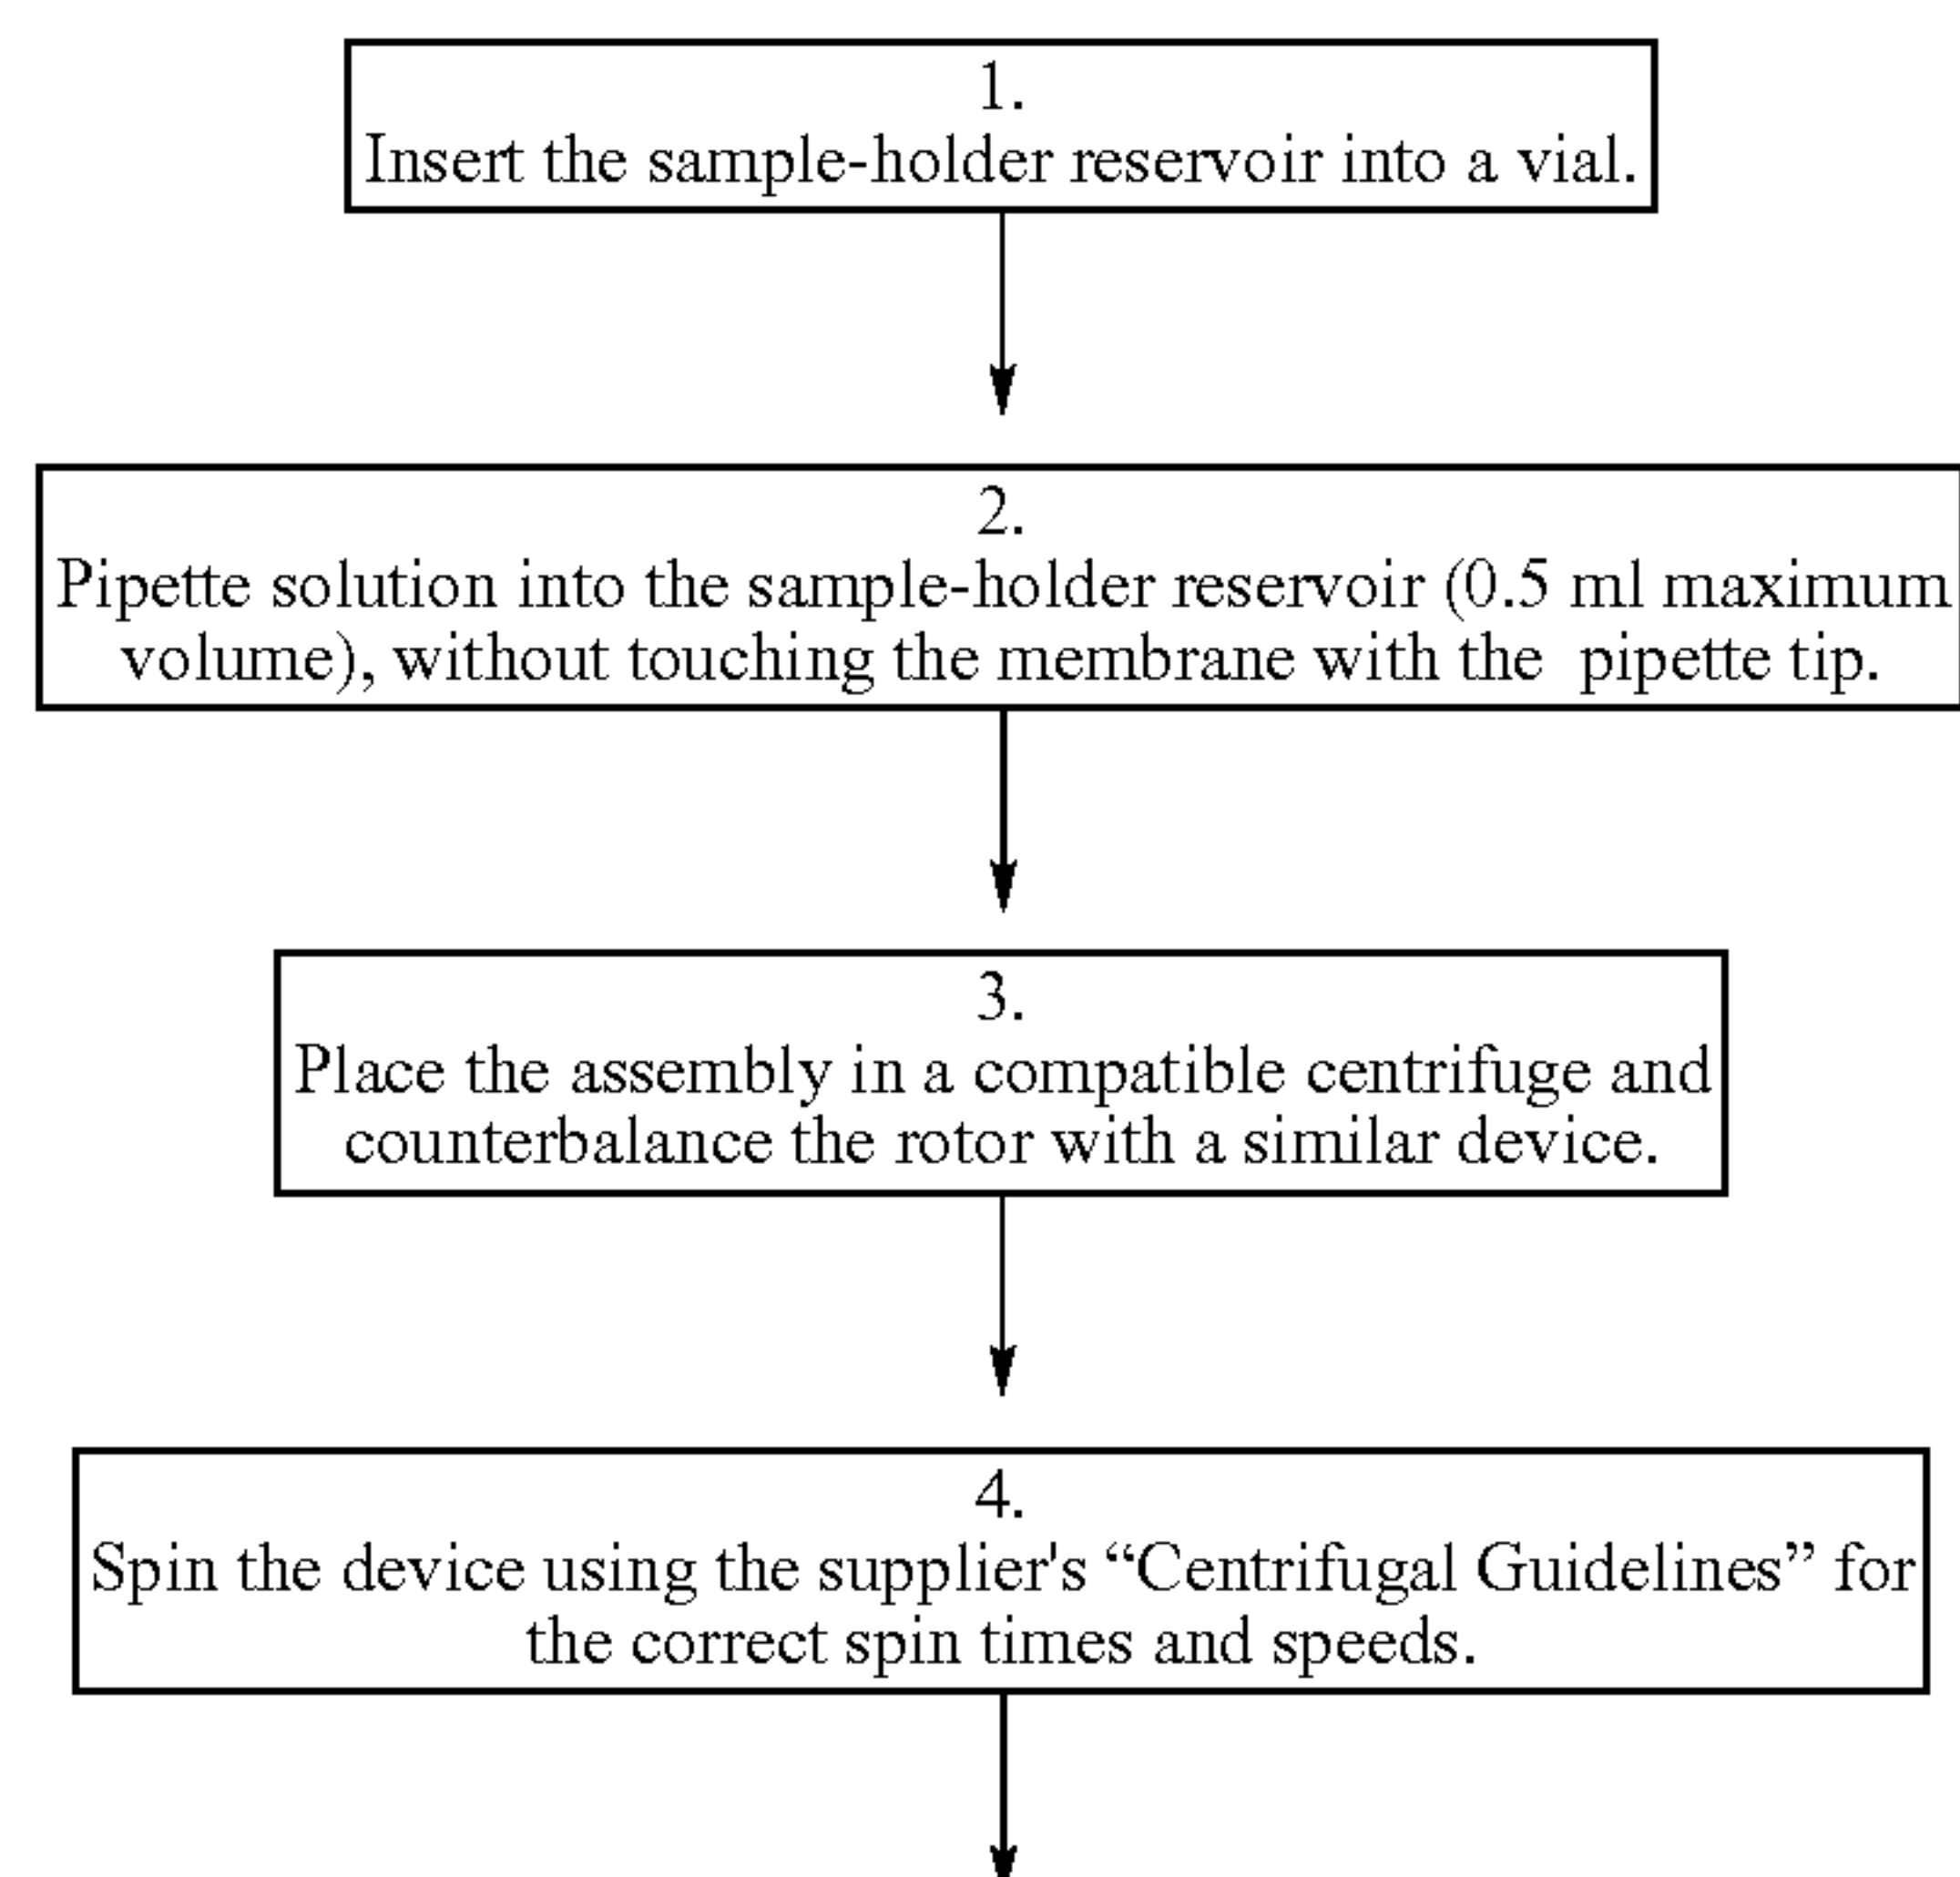 1.
Insert the sample-holder reservoir into a vial.
2.
Pipette solution into the sample-holder reservoir (0.5 ml maximum
volume), without touching the membrane with the pipette tip.
3.
Place the assembly in a compatible centrifuge and
counterbalance the rotor with a similar device.
4.
Spin the device using the supplier's “Centrifugal Guidelines” for
the correct spin times and speeds.